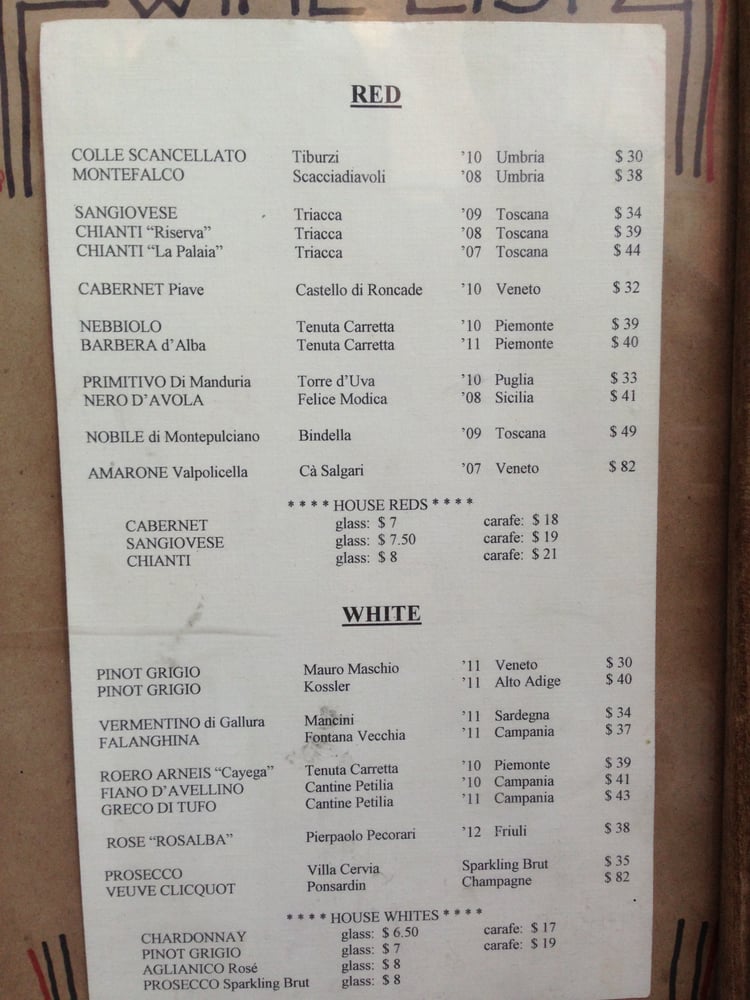 WINE LIST
RED
COLLE SCANCELLATO Tiburzi '10 Umbria $ 30
MONTEFALCO Scacciadiavoli '08 Umbria $ 38
SANGIOVESE Triacca '09 Toscana $ 34
CHIANTI “Riserva” Triacca '08 Toscana $ 39
CHIANTI “La Palaia” Triacca '07 Toscana $ 44
CABERNET Piave Castello di Roncade '10 Veneto $ 32
NEBBIOLO Tenuta Carretta '10 Piemonte $ 39
BARBERA d’Alba Tenuta Carretta '11 Piemonte $ 40
PRIMITIVO Di Manduria Torre d’Uva '10 Puglia $ 33
NERO D’AVOLA Felice Modica '08 Sicilia $ 41
NOBILE di Montepulciano Bindella '09 Toscana $ 49
AMARONE Valpolicella Cà Salgari '07 Veneto $ 82
* * * * HOUSE REDS * * * *
CABERNET glass: $ 7 carafe: $ 18
SANGIOVESE glass: $ 7.50 carafe: $ 19
CHIANTI glass: $ 8 carafe: $ 21
WHITE
PINOT GRIGIO Mauro Maschio '11 Veneto $ 30
PINOT GRIGIO Kossler '11 Alto Adige $ 40
VERMENTINO di Gallura Mancini '11 Sardegna $ 34
FALANGHINA Fontana Vecchia '11 Campania $ 37
ROERO ARNEIS “Cayega” Tenuta Carretta '10 Piemonte $ 39
FIANO D’AVELLINO Cantine Petilia '10 Campania $ 41
GRECO DI TUFO Cantine Petilia '11 Campania $ 43
ROSE “ROSALBA” Pierpaolo Pecorari '12 Friuli $ 38
PROSECCO Villa Cervia Sparkling Brut $ 35
VEUVE CLICQUOT Ponsardin Champagne $ 82
* * * * HOUSE WHITES * * * *
CHARDONNAY glass: $ 6.50 carafe: $ 17
PINOT GRIGIO glass: $ 7 carafe: $ 19
AGLIANICO Rosé glass: $ 8
PROSECCO Sparkling Brut glass: $ 8